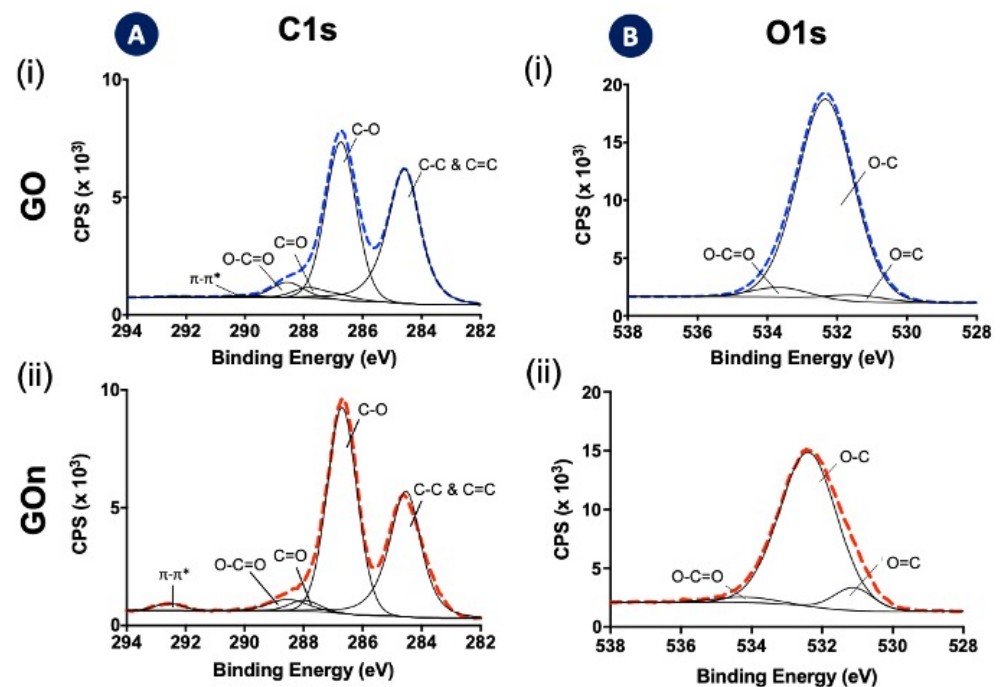 A
C1s
B
O1s
(i)
GO
10
5
0
CPS (x 10³)
C-O
C-C & C=C
C=O
O-C=O
π-π*
294 292 290 288 286 284 282
Binding Energy (eV)
(i)
20
15
10
5
0
CPS (x 10³)
O-C
O-C=O
O=C
538 536 534 532 530 528
Binding Energy (eV)
(ii)
GOn
10
5
0
CPS (x 10³)
C-O
C-C & C=C
C=O
O-C=O
π-π*
294 292 290 288 286 284 282
Binding Energy (eV)
(ii)
20
15
10
5
0
CPS (x 10³)
O-C
O=C
O-C=O
538 536 534 532 530 528
Binding Energy (eV)